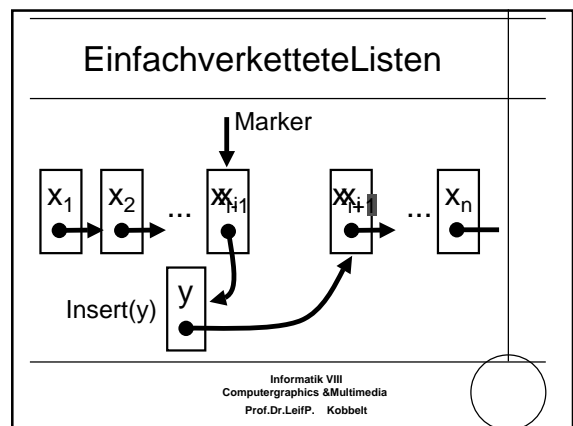 EinfachverketteteListen
Marker
x1 x2 ... ... xn
y
Insert(y)
Informatik VIII
Computergraphics &Multimedia
Prof.Dr.LeifP. Kobbelt